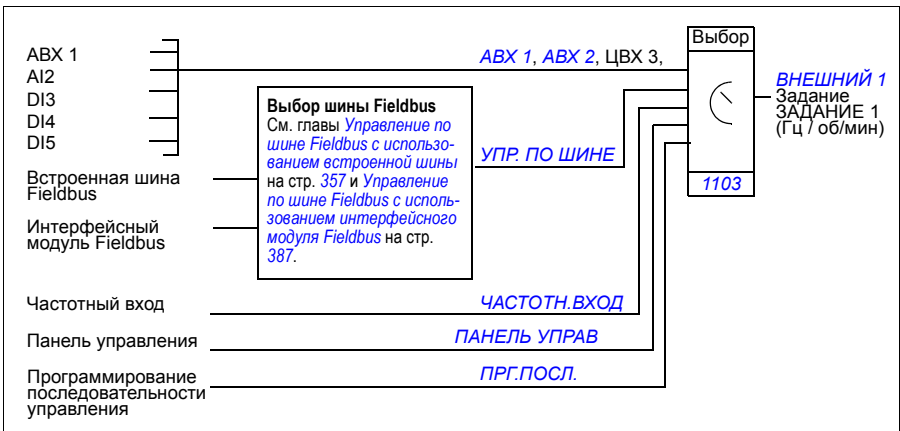 Выбор
АВХ 1
AI2
DI3
DI4
DI5
АВХ 1, АВХ 2, ЦВХ 3,
ВНЕШНИЙ 1
Задание
ЗАДАНИЕ 1
(Гц / об/мин)
1103
Выбор шины Fieldbus
См. главы Управление по
шине Fieldbus с использо-
ванием встроенной шины
на стр. 357 и Управление
по шине Fieldbus с исполь-
зованием интерфейсного
модуля Fieldbus на стр.
387.
УПР. ПО ШИНЕ
Встроенная шина
Fieldbus
Интерфейсный
модуль Fieldbus
Частотный вход
ЧАСТОТН.ВХОД
Панель управления
ПАНЕЛЬ УПРАВ
Программирование
последовательности
управления
ПРГ.ПОСЛ.